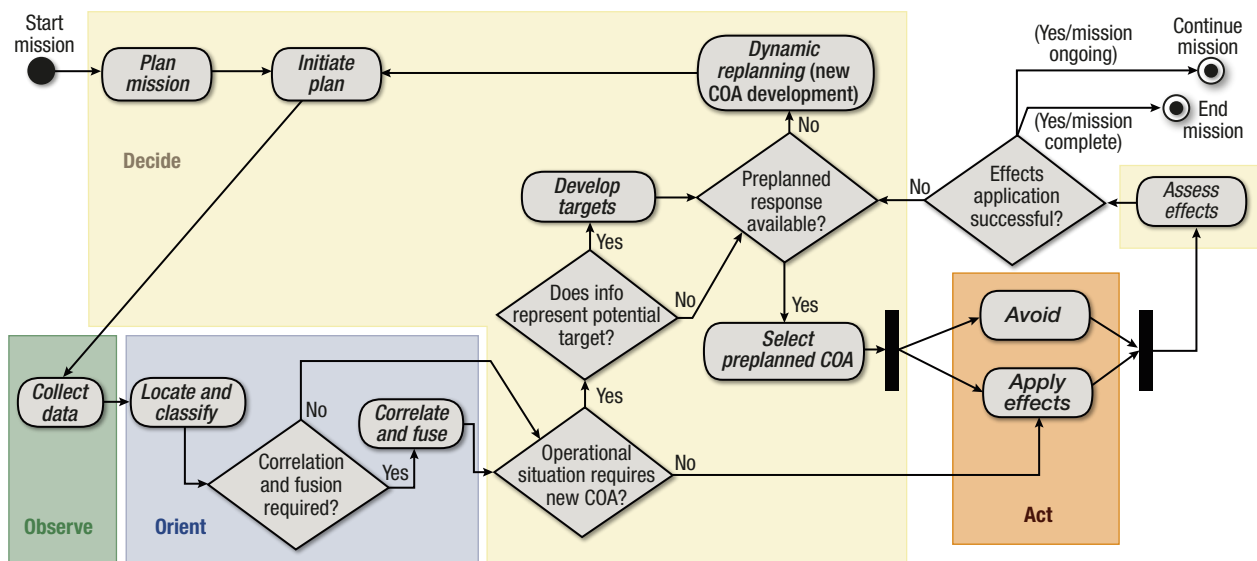 Start
mission
Plan
mission
Initiate
plan
Dynamic
replanning (new
COA development)
(Yes/mission
ongoing)
Continue
mission
(Yes/mission
complete)
End
mission
Decide
No
Develop
targets
Preplanned
response
available?
No
Effects
application
successful?
Assess
effects
Yes
Does info
represent potential
target?
No
Yes
Select
preplanned COA
Avoid
Apply
effects
Collect
data
Locate and
classify
No
Correlate
and fuse
Yes
Correlation
and fusion
required?
Yes
Operational
situation requires
new COA?
No
Observe
Orient
Act